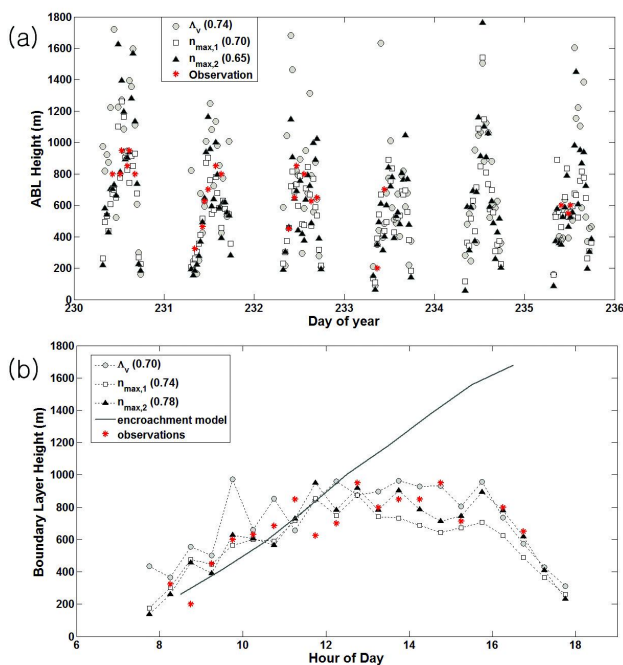 (a)
ABL Height (m)
1800
1600
1400
1200
1000
800
600
400
200
0
Λv (0.74)
nmax,1 (0.70)
nmax,2 (0.65)
Observation
230 231 232 233 234 235 236
Day of year
(b)
Boundary Layer Height (m)
1800
1600
1400
1200
1000
800
600
400
200
0
Λv (0.70)
nmax,1 (0.74)
nmax,2 (0.78)
encroachment model
observations
6 8 10 12 14 16 18
Hour of Day